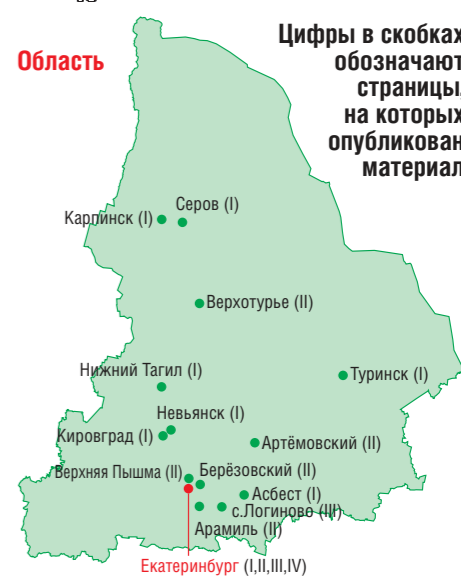 Область
Цифры в скобках
обозначают
страницы,
на которых
опубликован
материал
Серов (I)
Карпинск (I)
Верхотурье (II)
Нижний Тагил (I)
Туринск (I)
Невьянск (I)
Кировград (I)
Артёмовский (II)
Верхняя Пышма (II)
Берёзовский (II)
Асбест (I)
с.Логиново (III)
Арамиль (II)
Екатеринбург (I,II,III,IV)